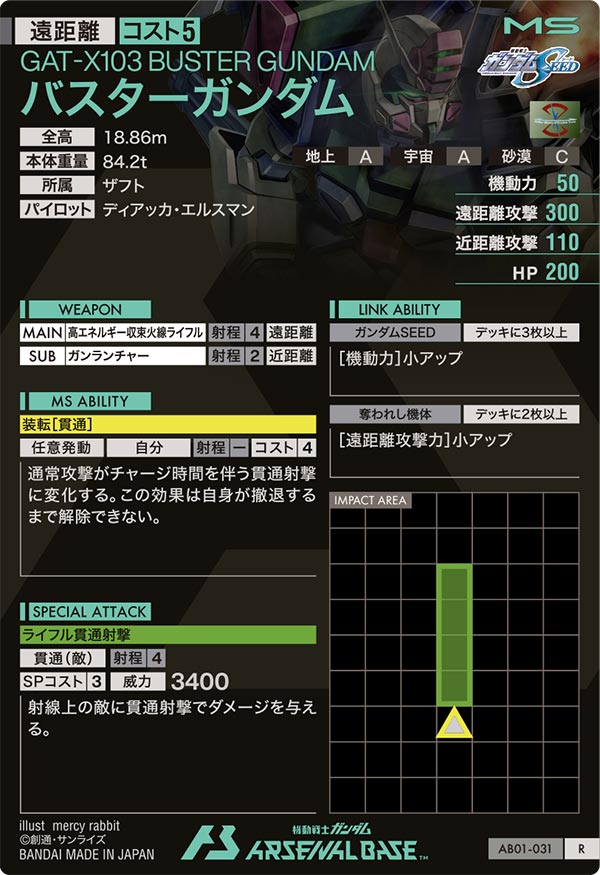 遠距離 コスト5 MS
GAT-X103 BUSTER GUNDAM
バスターガンダム
機動戦士ガンダムSEED
全高 18.86m
本体重量 84.2t
所属 ザフト
パイロット ディアッカ・エルスマン
地上 A 宇宙 A 砂漠 C
機動力 50
遠距離攻撃 300
近距離攻撃 110
HP 200
WEAPON
MAIN 高エネルギー収束火線ライフル 射程 4 遠距離
SUB ガンランチャー 射程 2 近距離
MS ABILITY
装転[貫通]
任意発動 自分 射程 ー コスト 4
通常攻撃がチャージ時間を伴う貫通射撃
に変化する。この効果は自身が撤退する
まで解除できない。
SPECIAL ATTACK
ライフル貫通射撃
貫通(敵) 射程 4
SPコスト 3 威力 3400
射線上の敵に貫通射撃でダメージを与え
る。
LINK ABILITY
ガンダムSEED デッキに3枚以上
[機動力]小アップ
奪われし機体 デッキに2枚以上
[遠距離攻撃力]小アップ
IMPACT AREA
illust mercy rabbit
©創通・サンライズ
BANDAI MADE IN JAPAN
機動戦士ガンダム
ARSENAL BASE™
AB01-031 R